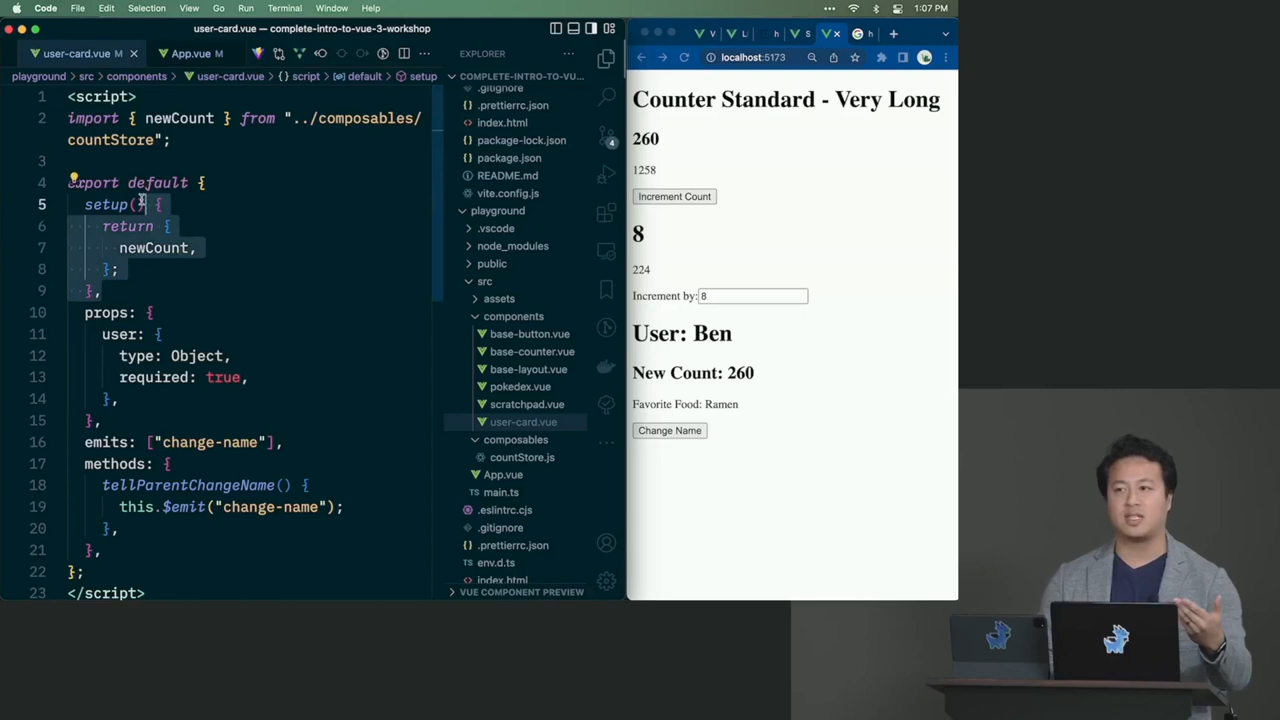 Code File Edit Selection View Go Run Terminal Window Help 1:07 PM
user-card.vue — complete-intro-to-vue-3-workshop
user-card.vue M App.vue M
playground > src > components > user-card.vue > {} script > default > setup
1 <script>
2 import { newCount } from "../composables/
countStore";
3
4 export default {
5 setup() {
6 return {
7 newCount,
8 };
9 },
10 props: {
11 user: {
12 type: Object,
13 required: true,
14 },
15 },
16 emits: ["change-name"],
17 methods: {
18 tellParentChangeName() {
19 this.$emit("change-name");
20 },
21 },
22 };
23 </script>
EXPLORER
COMPLETE-INTRO-TO-VU...
.gitignore
.prettierrc.json
index.html
package-lock.json
package.json
README.md
vite.config.js
playground
.vscode
node_modules
public
src
assets
components
base-button.vue
base-counter.vue
base-layout.vue
pokedex.vue
scratchpad.vue
user-card.vue
composables
countStore.js
App.vue
main.ts
.eslintrc.cjs
.gitignore
.prettierrc.json
env.d.ts
index.html
VUE COMPONENT PREVIEW
4
V Li h S G h
localhost:5173
Counter Standard - Very Long
260
1258
Increment Count
8
224
Increment by: 8
User: Ben
New Count: 260
Favorite Food: Ramen
Change Name